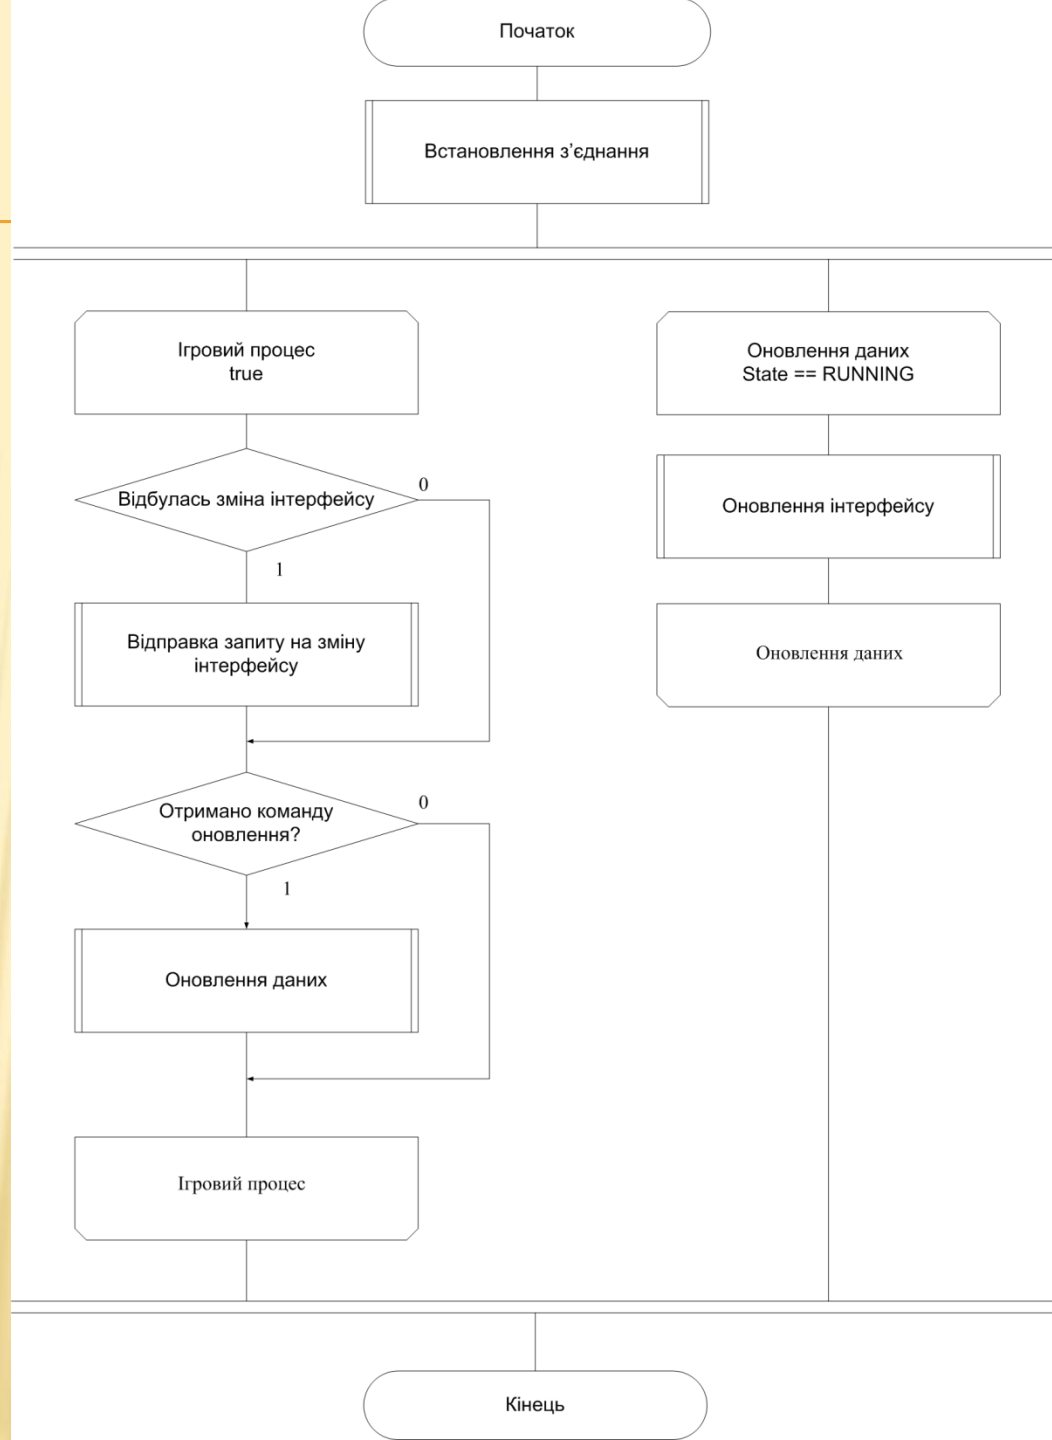 Початок
Встановлення з’єднання
Ігровий процес
true
Відбулась зміна інтерфейсу
0
1
Відправка запиту на зміну
інтерфейсу
Отримано команду
оновлення?
0
1
Оновлення даних
Ігровий процес
Оновлення даних
State == RUNNING
Оновлення інтерфейсу
Оновлення даних
Кінець